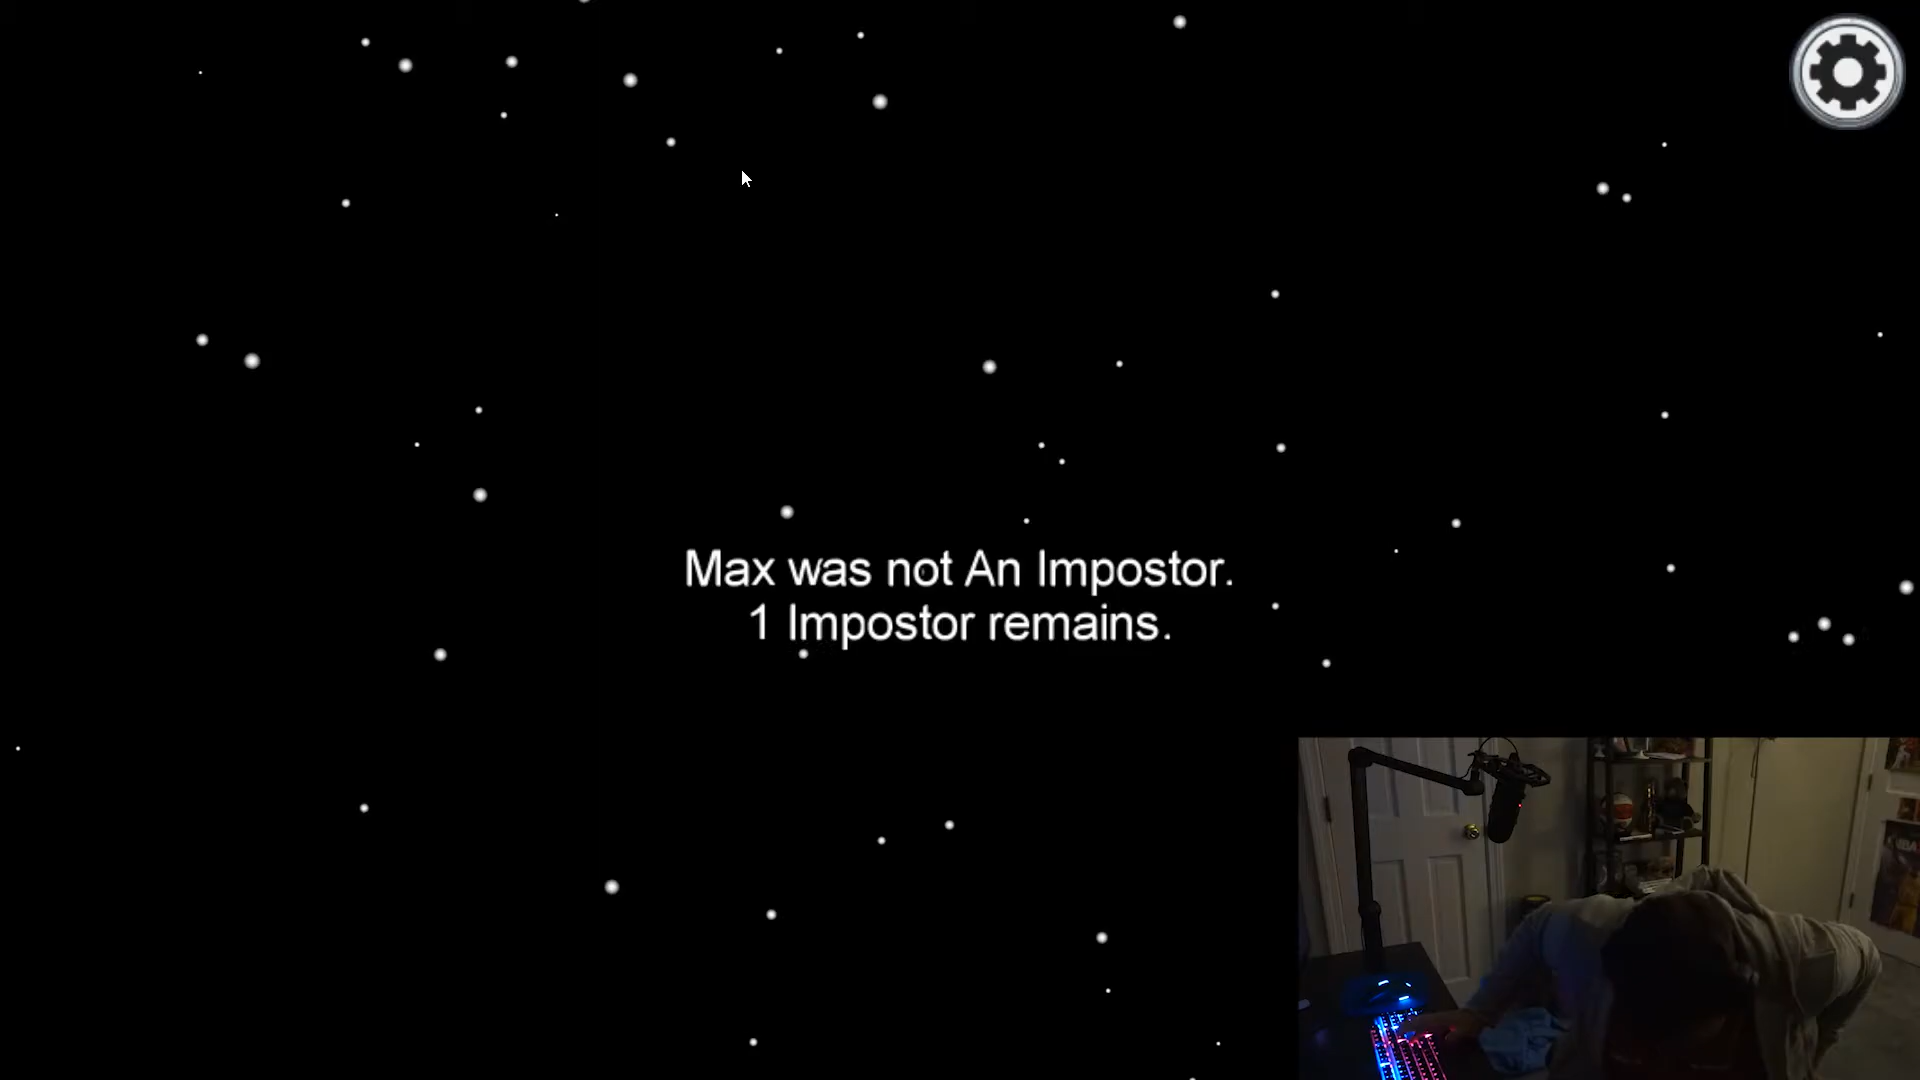 Max was not An Impostor.
1 Impostor remains.